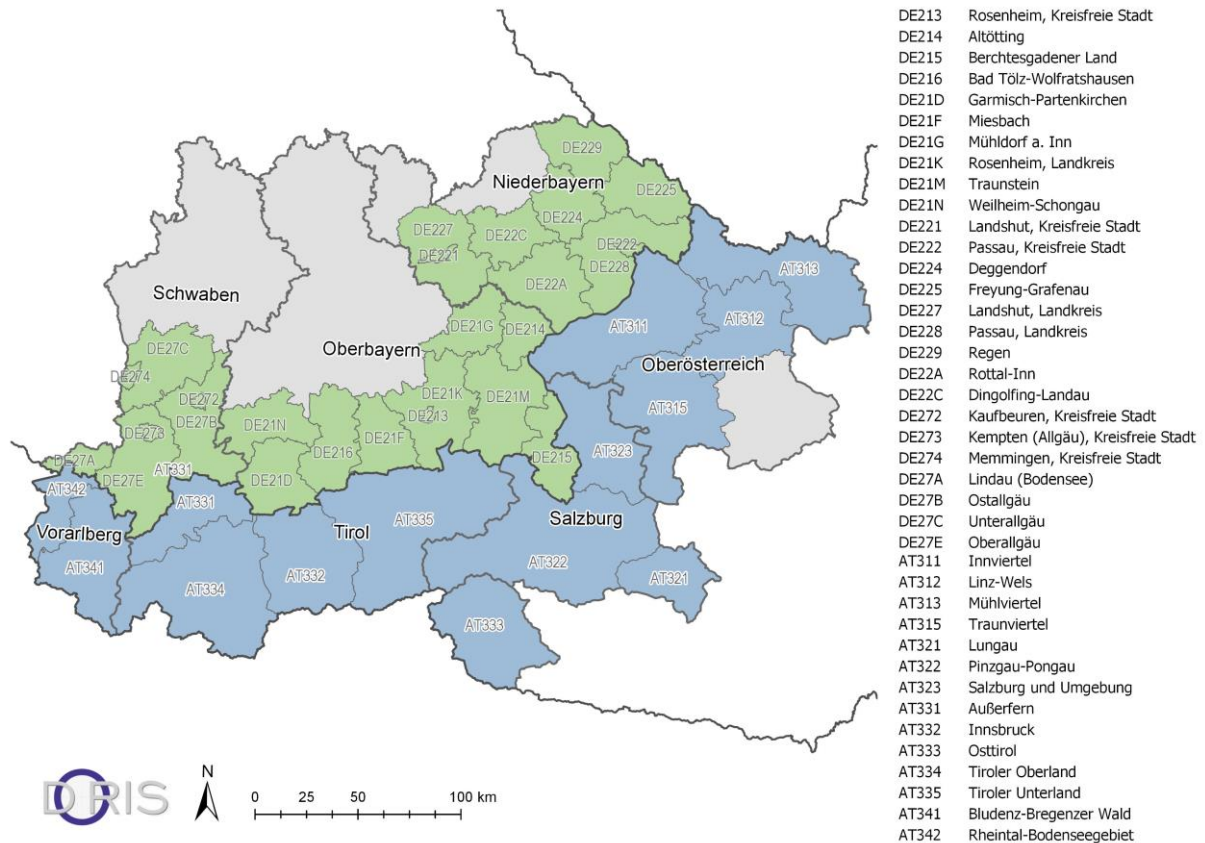 DE229
Niederbayern
DE225
DE227
DE22C
DE224
DE222
DE221
DE228
DE22A
AT313
Schwaben
AT312
DE21G
DE214
AT311
DE27C
Oberbayern
Oberösterreich
DE274
DE272
DE21K
DE21M
AT315
DE213
DE27B
DE21N
DE273
DE21F
DE216
AT323
DE27A
AT331
DE215
DE27E
DE21D
AT342
AT331
Vorarlberg
Tirol
AT335
Salzburg
AT341
AT332
AT322
AT334
AT321
AT333
DORIS
N
0 25 50 100 km
DE213 Rosenheim, Kreisfreie Stadt
DE214 Altötting
DE215 Berchtesgadener Land
DE216 Bad Tölz-Wolfratshausen
DE21D Garmisch-Partenkirchen
DE21F Miesbach
DE21G Mühldorf a. Inn
DE21K Rosenheim, Landkreis
DE21M Traunstein
DE21N Weilheim-Schongau
DE221 Landshut, Kreisfreie Stadt
DE222 Passau, Kreisfreie Stadt
DE224 Deggendorf
DE225 Freyung-Grafenau
DE227 Landshut, Landkreis
DE228 Passau, Landkreis
DE229 Regen
DE22A Rottal-Inn
DE22C Dingolfing-Landau
DE272 Kaufbeuren, Kreisfreie Stadt
DE273 Kempten (Allgäu), Kreisfreie Stadt
DE274 Memmingen, Kreisfreie Stadt
DE27A Lindau (Bodensee)
DE27B Ostallgäu
DE27C Unterallgäu
DE27E Oberallgäu
AT311 Innviertel
AT312 Linz-Wels
AT313 Mühlviertel
AT315 Traunviertel
AT321 Lungau
AT322 Pinzgau-Pongau
AT323 Salzburg und Umgebung
AT331 Außerfern
AT332 Innsbruck
AT333 Osttirol
AT334 Tiroler Oberland
AT335 Tiroler Unterland
AT341 Bludenz-Bregenzer Wald
AT342 Rheintal-Bodenseegebiet